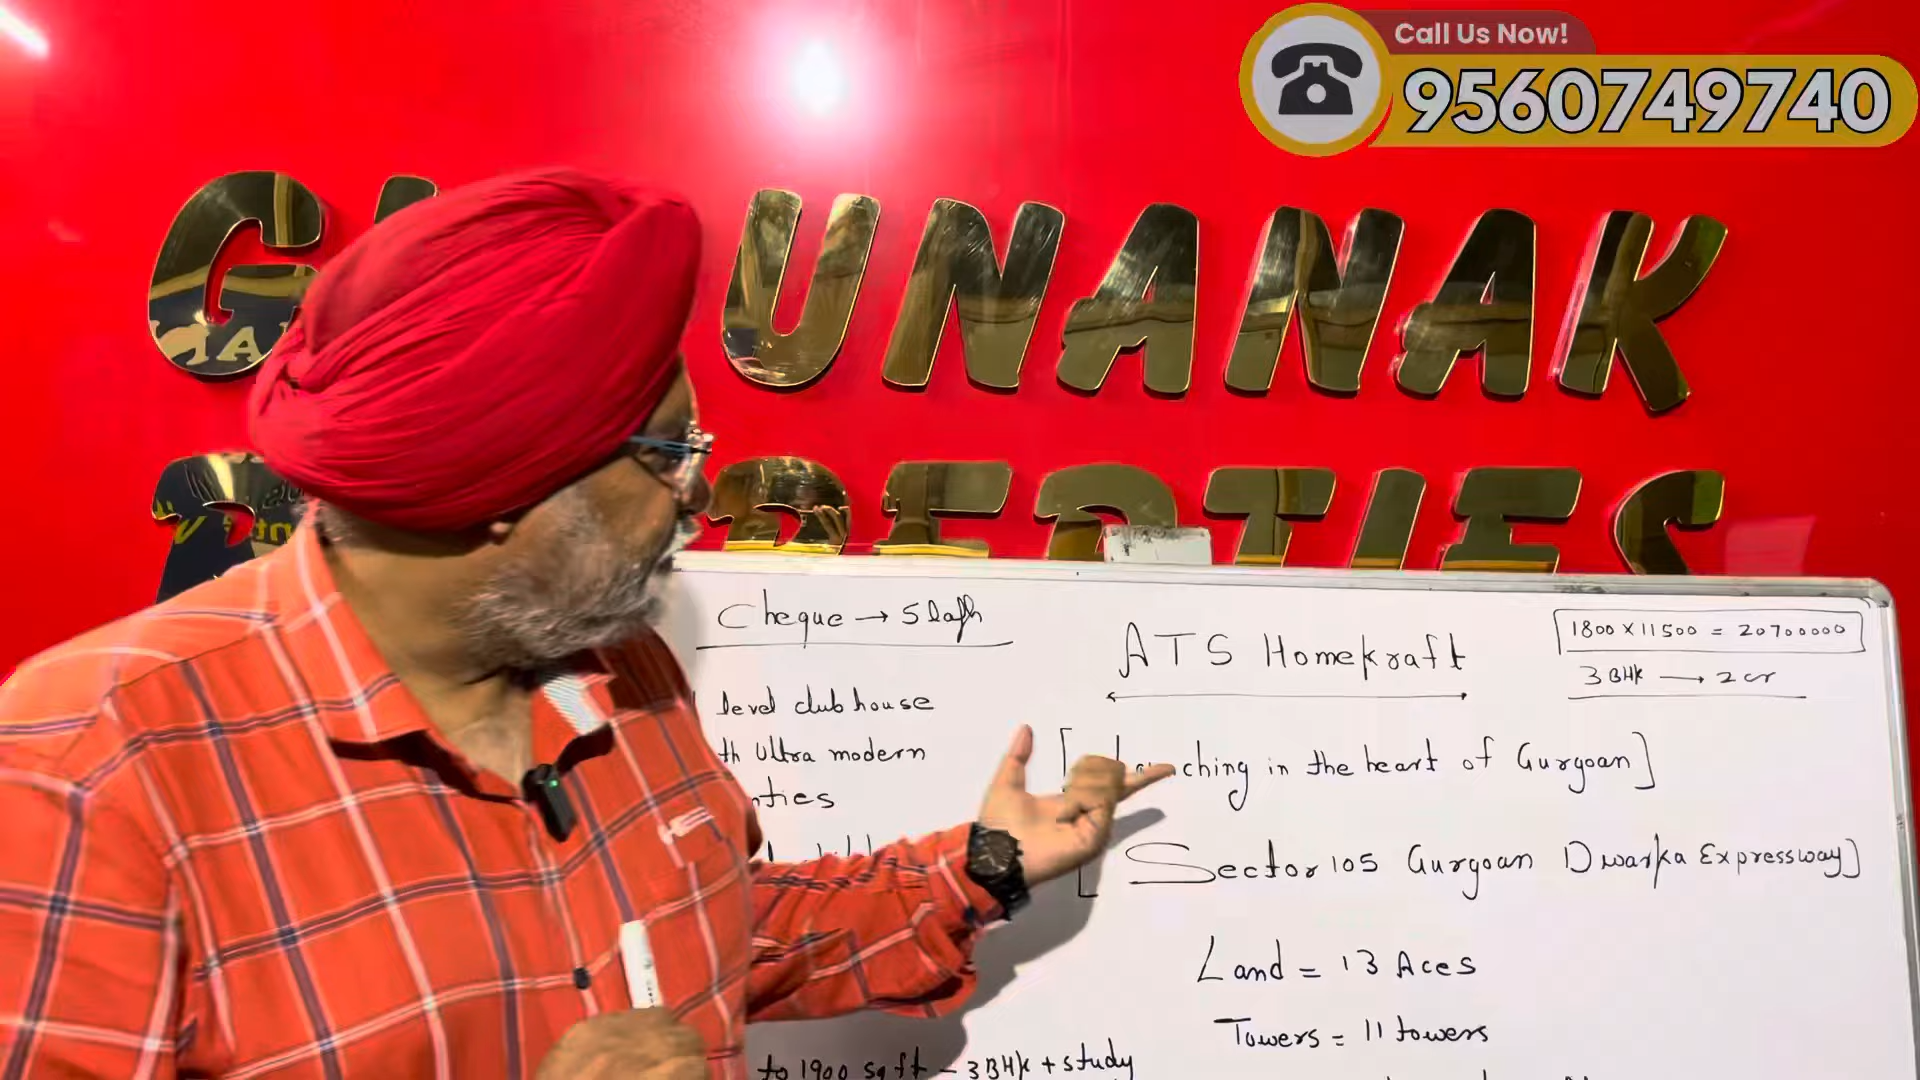 Call Us Now!
9560749740
UNANAK
Cheque → 5 lakh
level club house
Ultra modern
ATS Homekraft
1800 x 11500 = 20700000
3 BHK → 2 cr
[ Launching in the heart of Gurgoan ]
[ Sector 105 Gurgoan Dwarka Expressway ]
Land = 13 Aces
Towers = 11 towers
to 1900 sq ft - 3 BHK + study